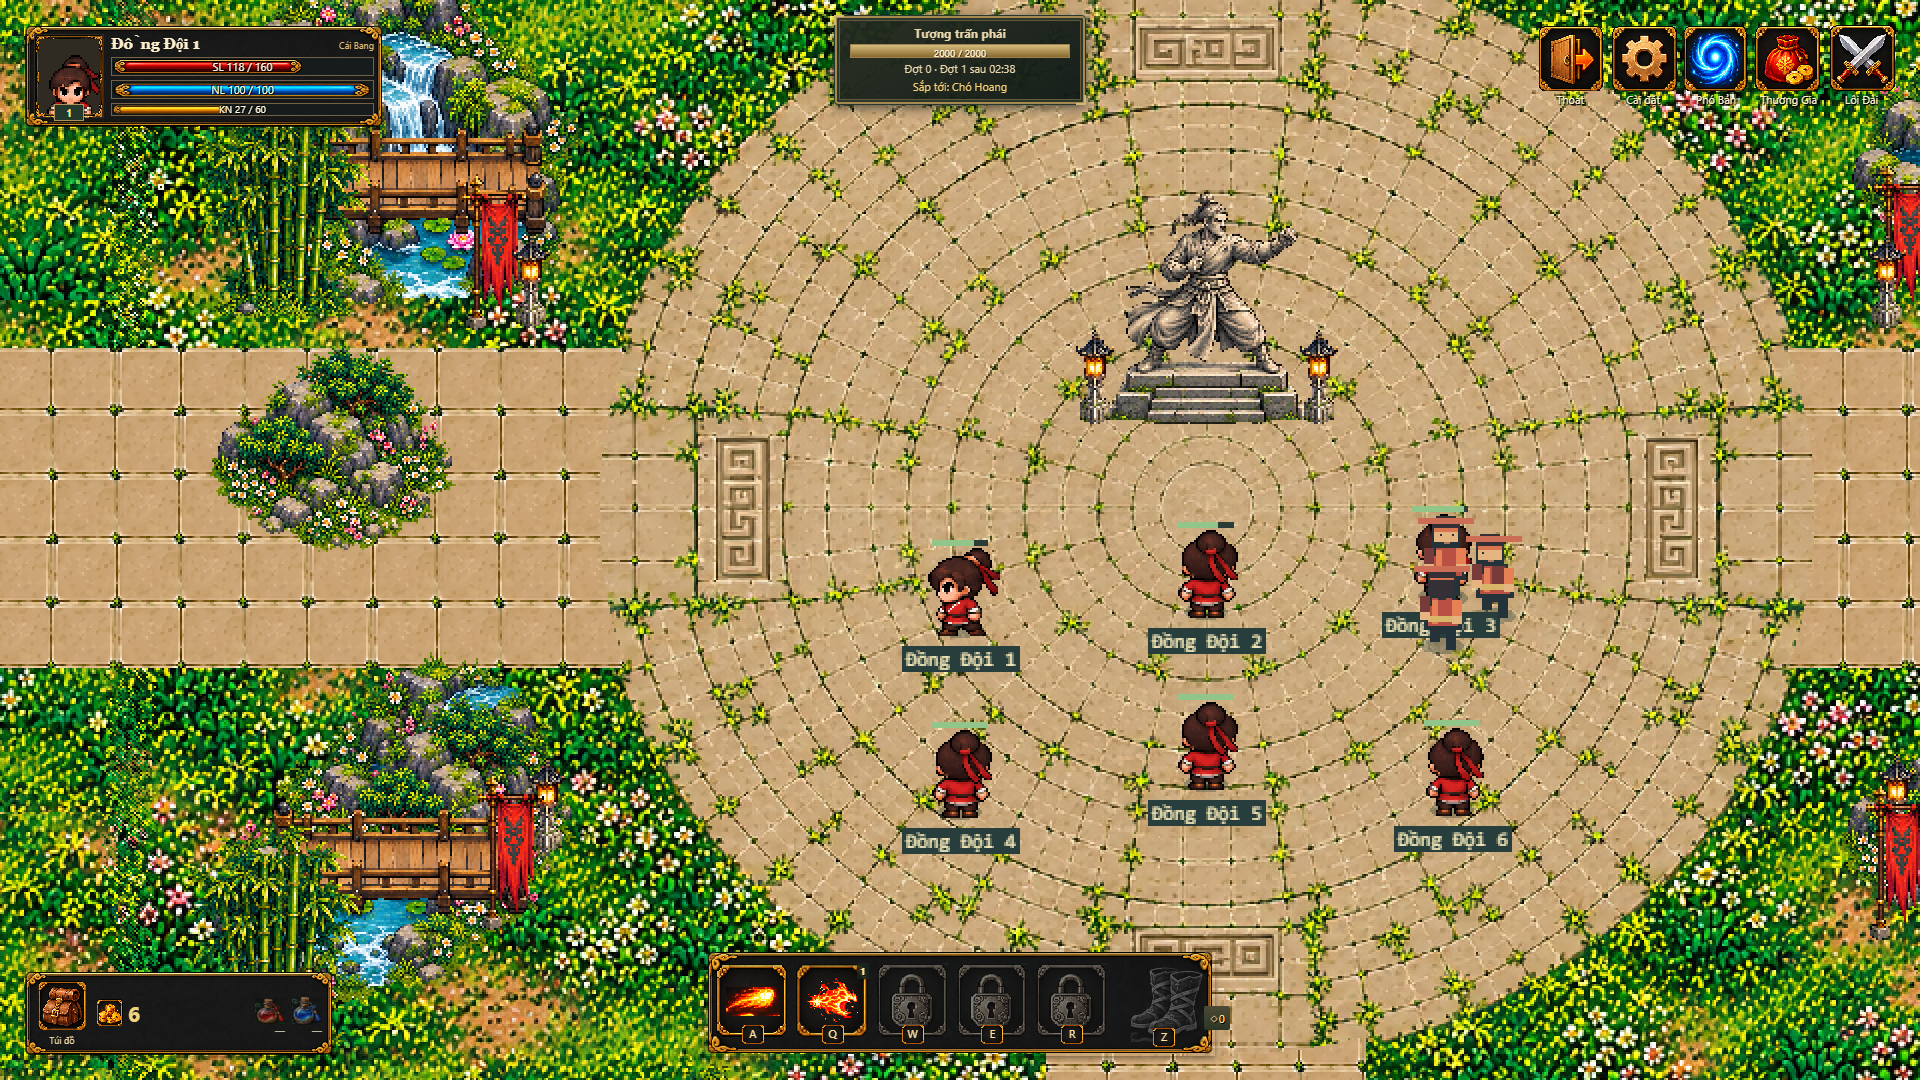 Đồng Đội 1
Cái Bang
SL 118 / 160
NL 100 / 100
KN 27 / 60
1
Tượng trấn phái
2000 / 2000
Đợt 0 · Đợt 1 sau 02:38
Sắp tới: Chó Hoang
Thoát
Cài đặt
Phó Bản
Thương Gia
Lôi Đài
Đồng Đội 1
Đồng Đội 2
Đồng Đội 3
Đồng Đội 4
Đồng Đội 5
Đồng Đội 6
6
Túi đồ
— —
1
A
Q
W
E
R
Z
◇0